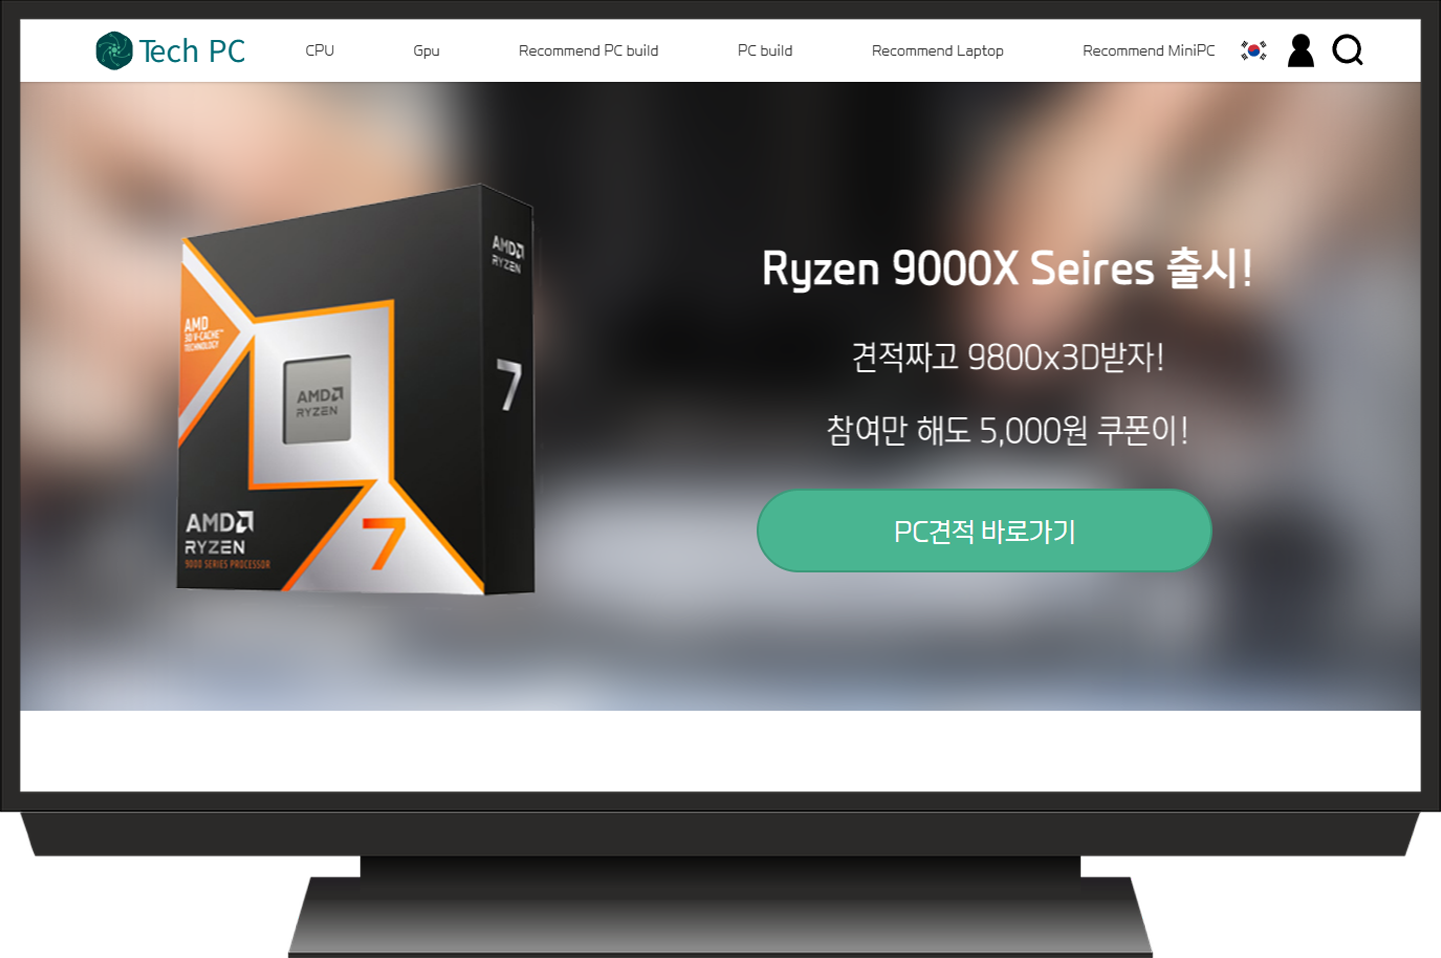 Tech PC
CPU
Gpu
Recommend PC build
PC build
Recommend Laptop
Recommend MiniPC
Ryzen 9000X Seires 출시!
견적짜고 9800x3D받자!
참여만 해도 5,000원 쿠폰이!
PC견적 바로가기
AMD
RYZEN
AMD
3D V-CACHE™
TECHNOLOGY
AMD
RYZEN
7
AMD
RYZEN
9000 SERIES PROCESSOR
7